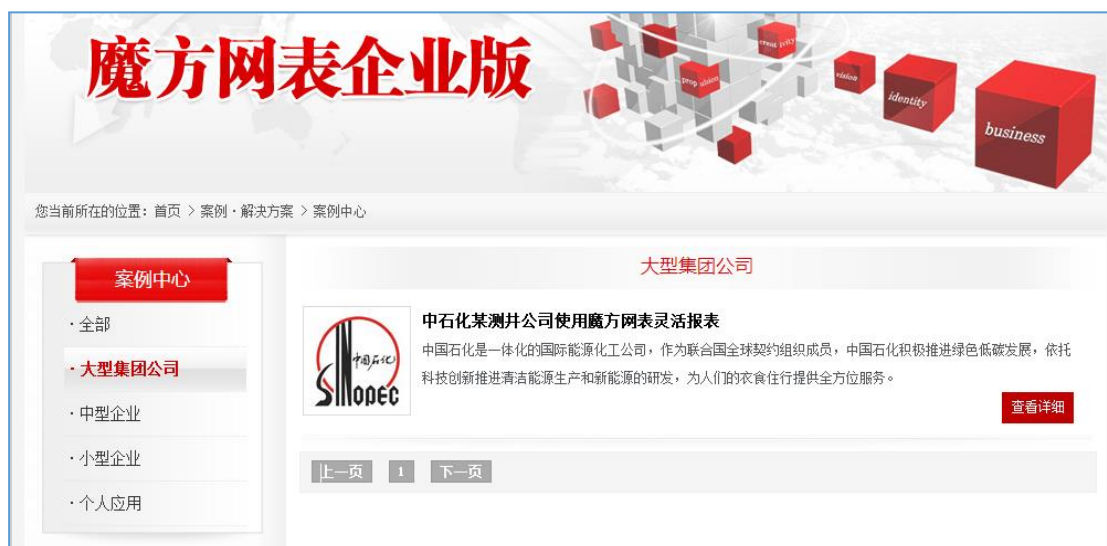 魔方网表企业版
creativity
prop ulsion
vision
identity
business
您当前所在的位置：首页 > 案例·解决方案 > 案例中心
案例中心
·全部
·大型集团公司
·中型企业
·小型企业
·个人应用
大型集团公司
中国石化
SINOPEC
中石化某测井公司使用魔方网表灵活报表
中国石化是一体化的国际能源化工公司，作为联合国全球契约组织成员，中国石化积极推进绿色低碳发展，依托
科技创新推进清洁能源生产和新能源的研发，为人们的衣食住行提供全方位服务。
查看详细
上一页 1 下一页